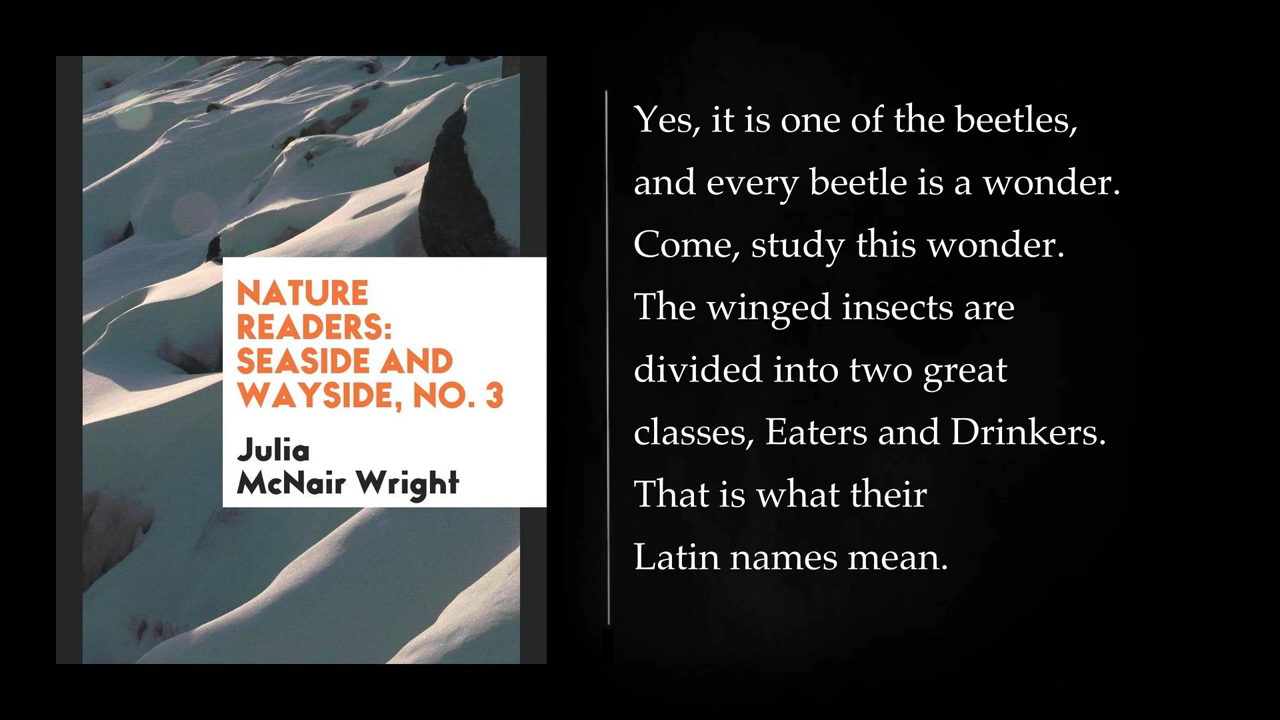 NATURE
READERS:
SEASIDE AND
WAYSIDE, NO. 3
Julia
McNair Wright
Yes, it is one of the beetles,
and every beetle is a wonder.
Come, study this wonder.
The winged insects are
divided into two great
classes, Eaters and Drinkers.
That is what their
Latin names mean.